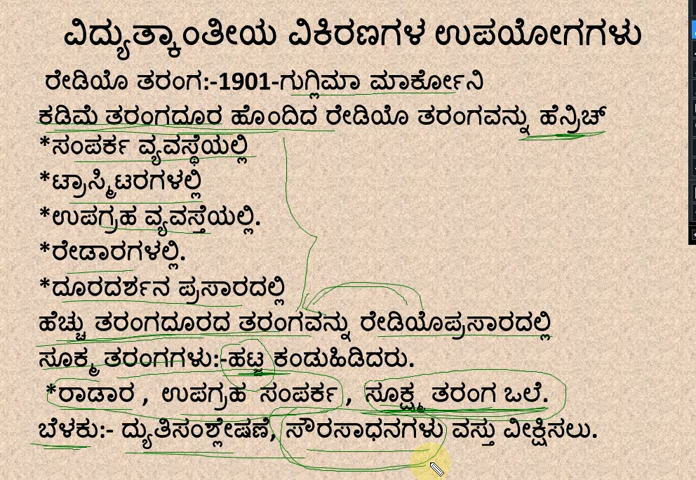 ವಿದ್ಯುತ್ಕಾಂತೀಯ ವಿಕಿರಣಗಳ ಉಪಯೋಗಗಳು
ರೇಡಿಯೊ ತರಂಗ:-1901-ಗುಗ್ಲಿಮಾ ಮಾರ್ಕೋನಿ
ಕಡಿಮೆ ತರಂಗದೂರ ಹೊಂದಿದ ರೇಡಿಯೊ ತರಂಗವನ್ನು ಹೆನ್ರಿಚ್
*ಸಂಪರ್ಕ ವ್ಯವಸ್ಥೆಯಲ್ಲಿ
*ಟ್ರಾಸ್ಮಿಟರಗಳಲ್ಲಿ
*ಉಪಗ್ರಹ ವ್ಯವಸ್ತೆಯಲ್ಲಿ.
*ರೇಡಾರಗಳಲ್ಲಿ.
*ದೂರದರ್ಶನ ಪ್ರಸಾರದಲ್ಲಿ
ಹೆಚ್ಚು ತರಂಗದೂರದ ತರಂಗವನ್ನು ರೇಡಿಯೊಪ್ರಸಾರದಲ್ಲಿ
ಸೂಕ್ಮ ತರಂಗಗಳು:-ಹಟ್ಜ ಕಂಡುಹಿಡಿದರು.
*ರಾಡಾರ , ಉಪಗ್ರಹ ಸಂಪರ್ಕ , ಸೂಕ್ಷ್ಮ ತರಂಗ ಒಲೆ.
ಬೆಳಕು:- ದ್ಯುತಿಸಂಶ್ಲೇಷಣೆ, ಸೌರಸಾಧನಗಳು ವಸ್ತು ವೀಕ್ಷಿಸಲು.